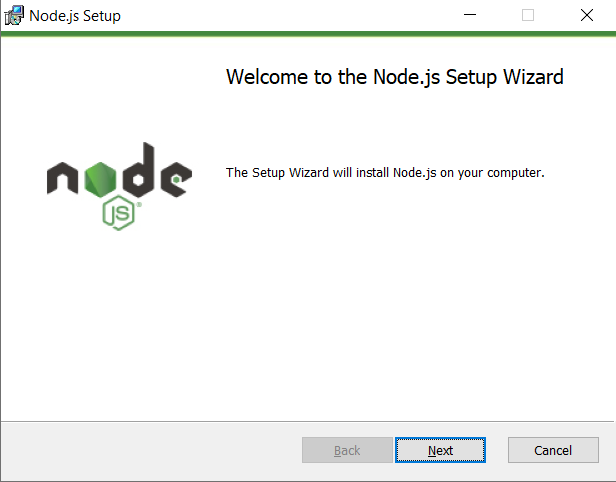 Node.js Setup
Welcome to the Node.js Setup Wizard
node
JS®
The Setup Wizard will install Node.js on your computer.
Back
Next
Cancel